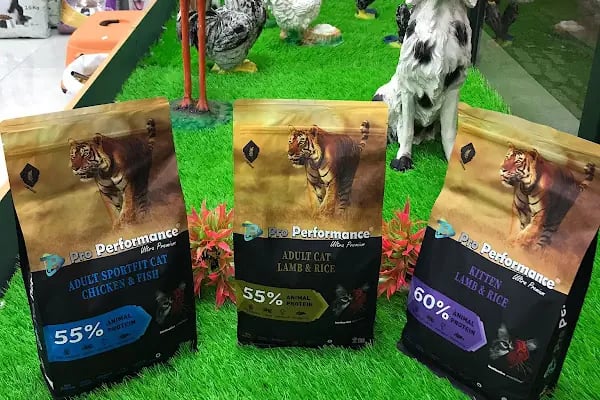 Pro Performance
Ultra Premium
ADULT SPORTFIT CAT
CHICKEN & FISH
55% ANIMAL
PROTEIN
Pro Performance
Ultra Premium
ADULT CAT
LAMB & RICE
55% ANIMAL
PROTEIN
Pro Performance
Ultra Premium
KITTEN
LAMB & RICE
60% ANIMAL
PROTEIN